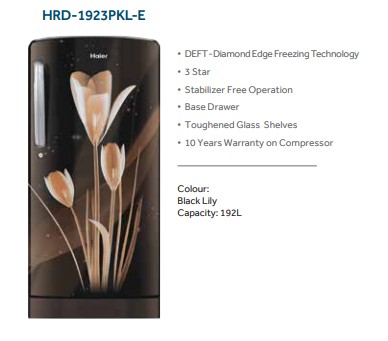 HRD-1923PKL-E
Haier
• DEFT-Diamond Edge Freezing Technology
• 3 Star
• Stabilizer Free Operation
• Base Drawer
• Toughened Glass Shelves
• 10 Years Warranty on Compressor
Colour:
Black Lily
Capacity: 192L